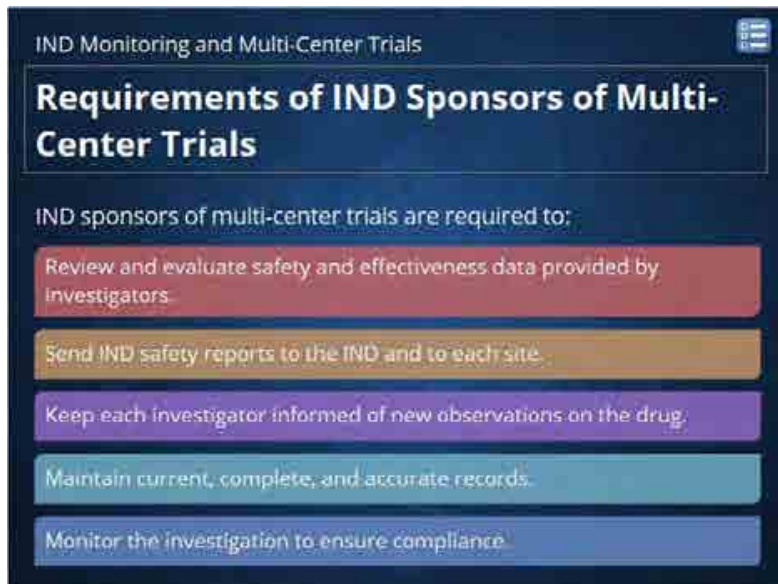 IND Monitoring and Multi-Center Trials
Requirements of IND Sponsors of Multi-
Center Trials
IND sponsors of multi-center trials are required to:
Review and evaluate safety and effectiveness data provided by
investigators.
Send IND safety reports to the IND and to each site.
Keep each investigator informed of new observations on the drug.
Maintain current, complete, and accurate records.
Monitor the investigation to ensure compliance.